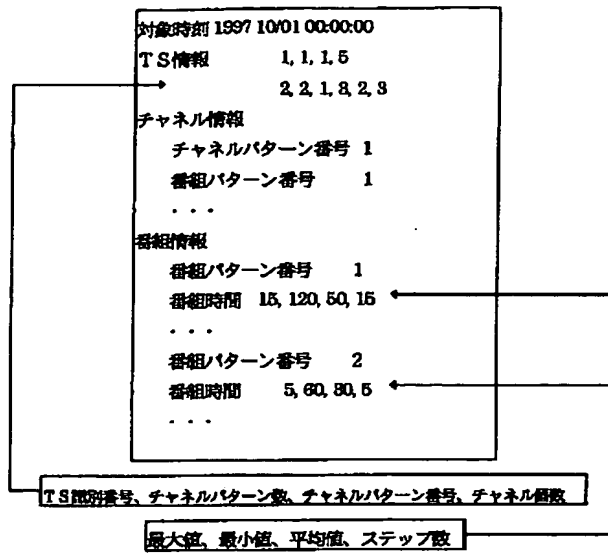 対象時刻 1997 10/01 00:00:00
TS情報 1, 1, 1, 5
2, 2, 1, 3, 2, 3
チャネル情報
チャネルパターン番号 1
番組パターン番号 1
・・・
番組情報
番組パターン番号 1
番組時間 15, 120, 50, 15
・・・
番組パターン番号 2
番組時間 5, 60, 30, 5
・・・
TS識別番号、チャネルパターン数、チャネルパターン番号、チャネル個数
最大値、最小値、平均値、ステップ数